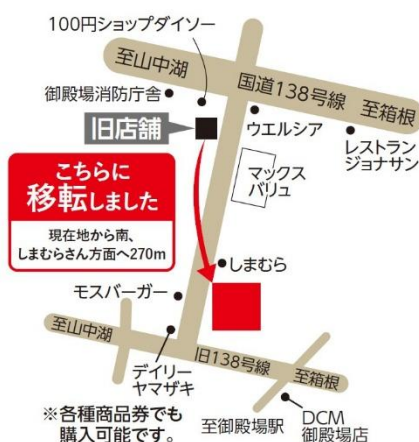 100円ショップダイソー
至山中湖
国道138号線
至箱根
御殿場消防庁舎
旧店舗
ウエルシア
レストラン
ジョナサン
こちらに
移転しました
現在地から南、
しまむらさん方面へ270m
マックス
バリュ
しまむら
モスバーガー
至山中湖
旧138号線
至箱根
デイリー
ヤマザキ
※各種商品券でも
購入可能です。
至御殿場駅
DCM
御殿場店